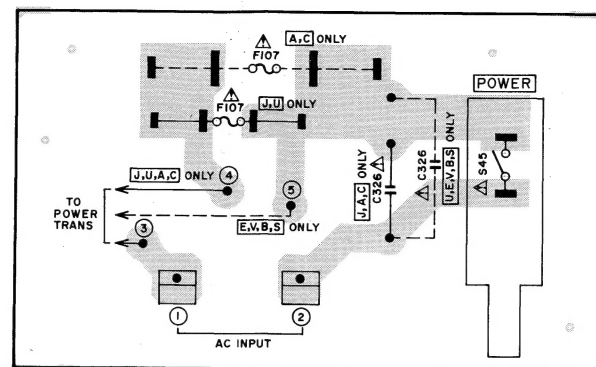 A,C ONLY
F107
POWER
F107
J,U ONLY
J,A,C ONLY
C326
C326
U,E,V,B,S ONLY
S45
J,U,A,C ONLY
4
5
TO
POWER
TRANS
E,V,B,S ONLY
3
1
2
AC INPUT